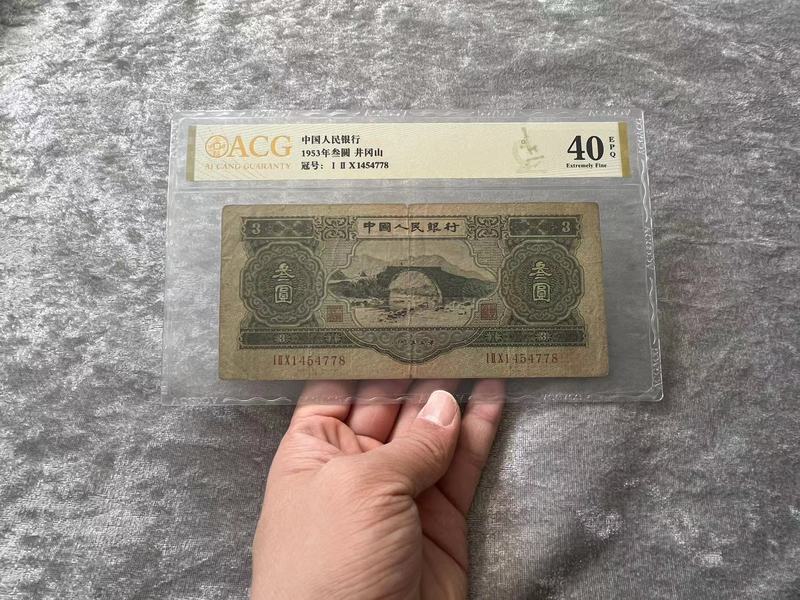 ACG
AI CANG GUARANTY
中国人民银行
1953年叁圆 井冈山
冠号: Ⅰ Ⅱ X1454778
40
EPQ
Extremely Fine
中國人民銀行
3
3
叁圓
叁圓
3
3
ⅠⅡX1454778
ⅠⅡX1454778